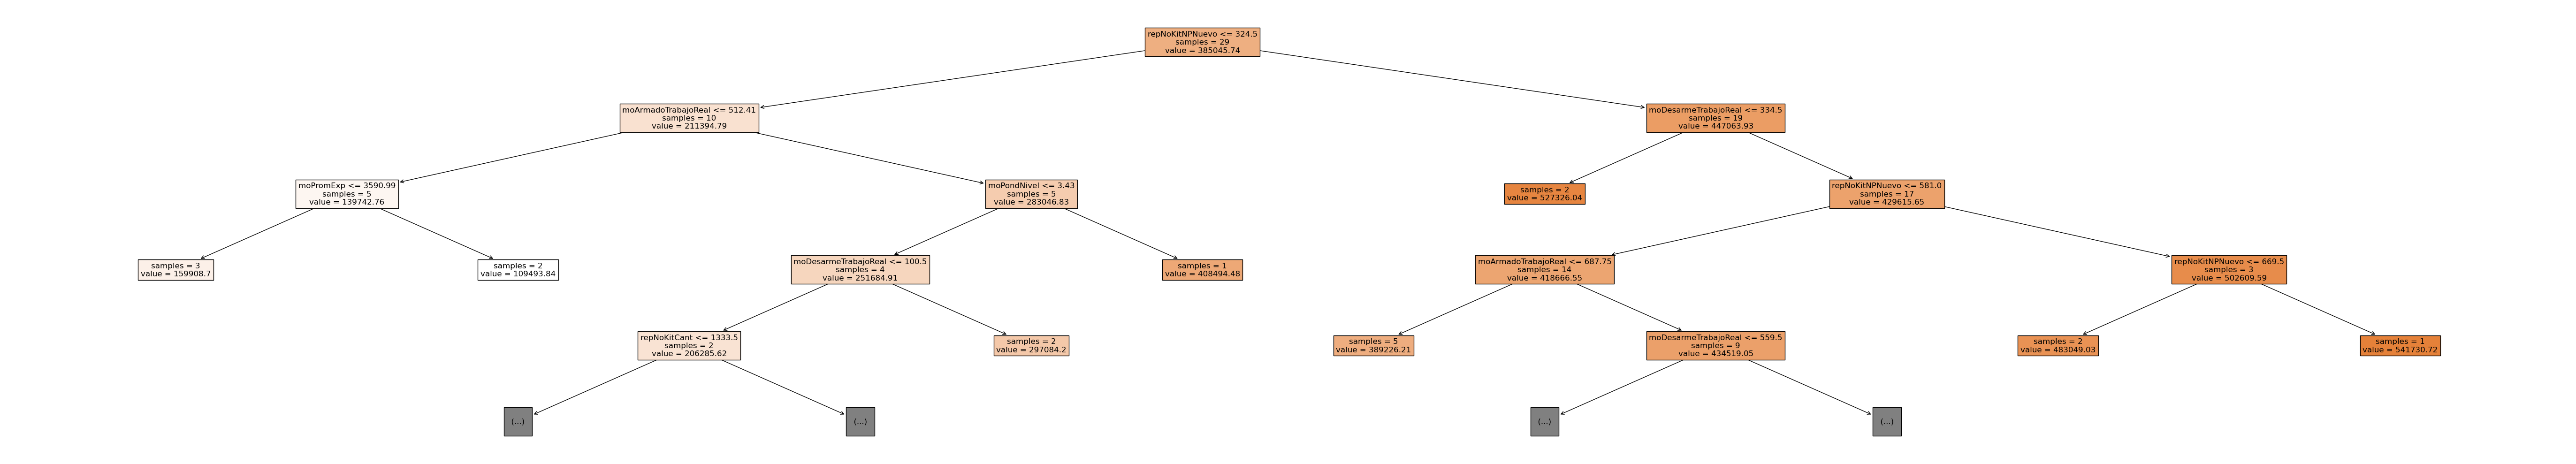 repNoKitNPNuevo <= 324.5
samples = 29
value = 385045.74
moArmadoTrabajoReal <= 512.41
samples = 10
value = 211394.79
moDesarmeTrabajoReal <= 334.5
samples = 19
value = 447063.93
moPromExp <= 3590.99
samples = 5
value = 139742.76
moPondNivel <= 3.43
samples = 5
value = 283046.83
samples = 2
value = 527326.04
repNoKitNPNuevo <= 581.0
samples = 17
value = 429615.65
samples = 3
value = 159908.7
samples = 2
value = 109493.84
moDesarmeTrabajoReal <= 100.5
samples = 4
value = 251684.91
samples = 1
value = 408494.48
moArmadoTrabajoReal <= 687.75
samples = 14
value = 418666.55
repNoKitNPNuevo <= 669.5
samples = 3
value = 502609.59
repNoKitCant <= 1333.5
samples = 2
value = 206285.62
samples = 2
value = 297084.2
samples = 5
value = 389226.21
moDesarmeTrabajoReal <= 559.5
samples = 9
value = 434519.05
samples = 2
value = 483049.03
samples = 1
value = 541730.72
(...)
(...)
(...)
(...)